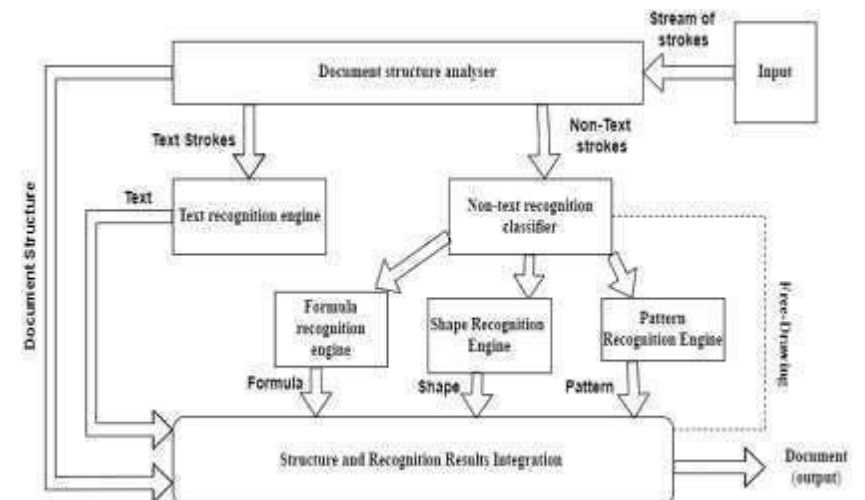 Stream of
strokes
Document structure analyser
Input
Text Strokes
Non-Text
strokes
Document Structure
Text
Text recognition engine
Non-text recognition
classifier
Free-Drawing
Formula
recognition
engine
Shape Recognition
Engine
Pattern
Recognition Engine
Formula
Shape
Pattern
Structure and Recognition Results Integration
Document
(output)